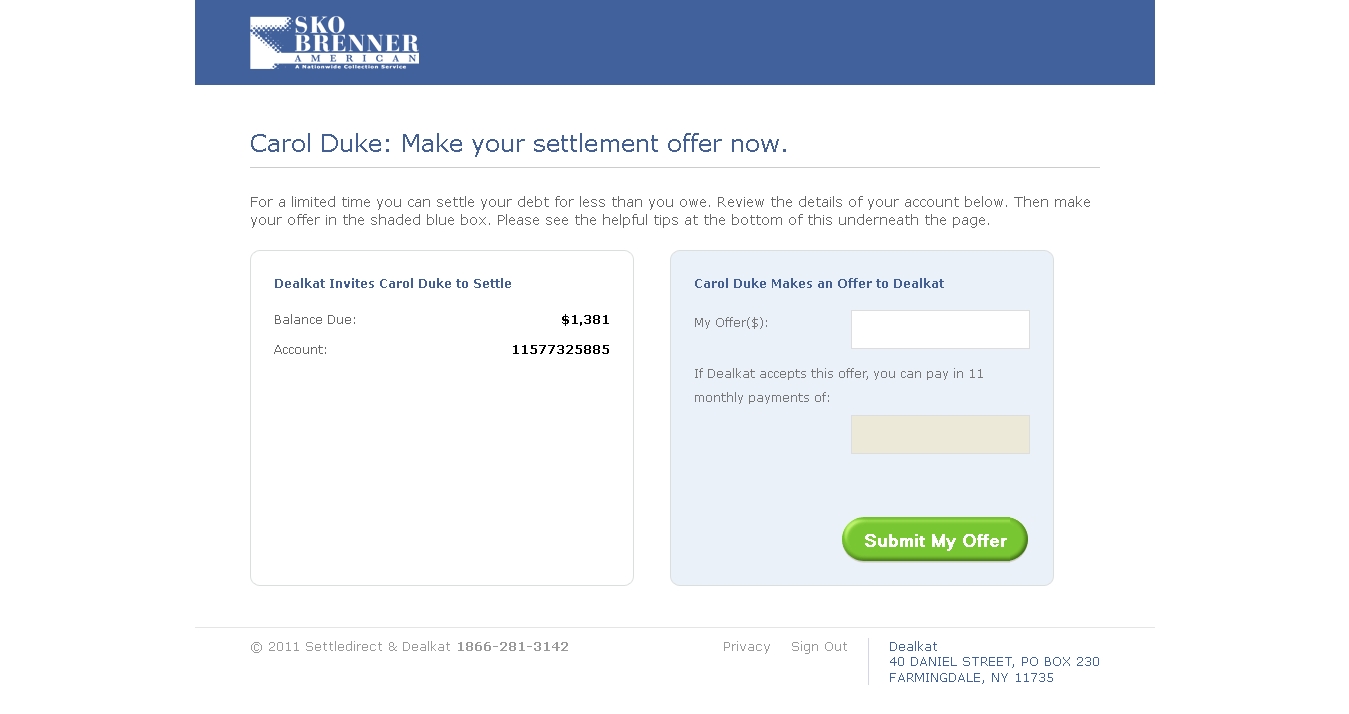 SKO
BRENNER
AMERICAN
A Nationwide Collection Service
Carol Duke: Make your settlement offer now.
For a limited time you can settle your debt for less than you owe. Review the details of your account below. Then make
your offer in the shaded blue box. Please see the helpful tips at the bottom of this underneath the page.
Dealkat Invites Carol Duke to Settle
Balance Due: $1,381
Account: 11577325885
Carol Duke Makes an Offer to Dealkat
My Offer($):
If Dealkat accepts this offer, you can pay in 11
monthly payments of:
Submit My Offer
© 2011 Settledirect & Dealkat 1866-281-3142
Privacy Sign Out
Dealkat
40 DANIEL STREET, PO BOX 230
FARMINGDALE, NY 11735